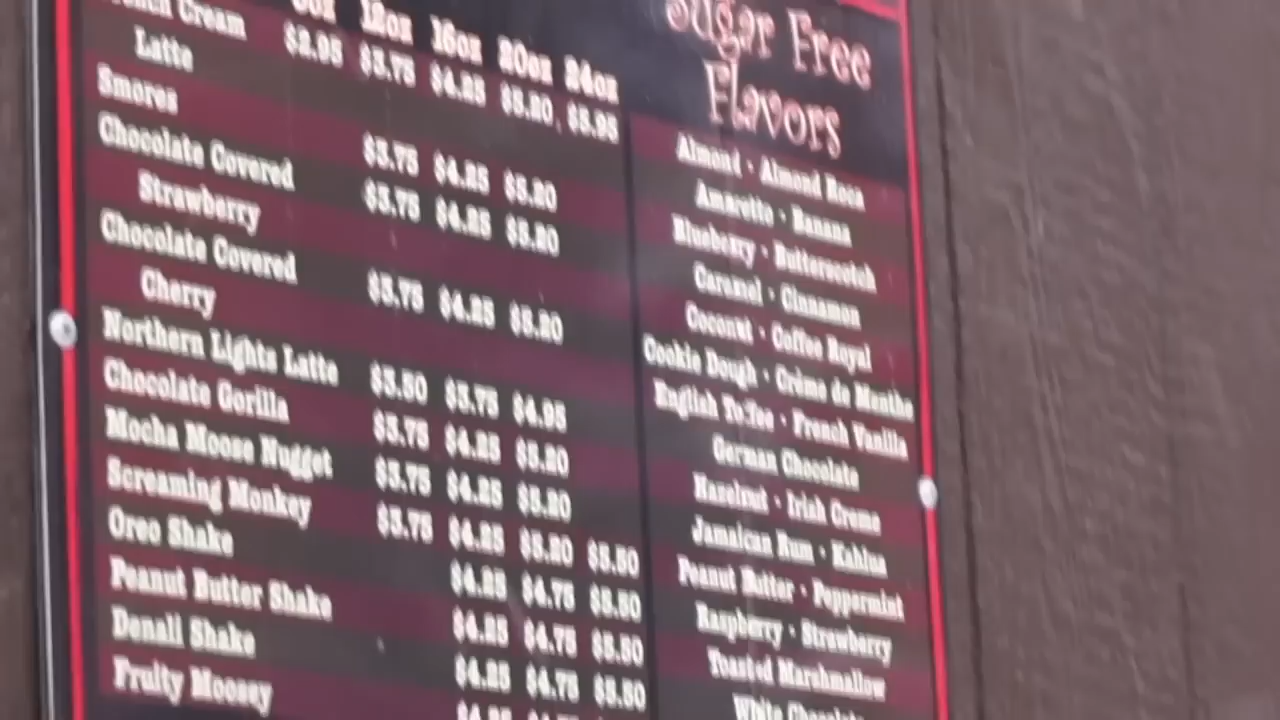 8oz 12oz 16oz 20oz 24oz
French Cream $2.95 $3.75 $4.25 $5.20 $5.95
Latte
Smores $3.75 $4.25 $5.20
Chocolate Covered $3.75 $4.25 $5.20
Strawberry
Chocolate Covered $3.75 $4.25 $5.20
Cherry
Northern Lights Latte $3.50 $3.75 $4.95
Chocolate Gorilla $3.75 $4.25 $5.20
Mocha Moose Nugget $3.75 $4.25 $5.20
Screaming Monkey $3.75 $4.25 $5.20 $5.50
Oreo Shake $4.25 $4.75 $5.50
Peanut Butter Shake $4.25 $4.75 $5.50
Denali Shake $4.25 $4.75 $5.50
Fruity Moosey
Sugar Free
Flavors
Almond · Almond Roca
Amaretto · Banana
Blueberry · Butterscotch
Caramel · Cinnamon
Coconut · Coffee Royal
Cookie Dough · Crème de Menthe
English Toffee · French Vanilla
German Chocolate
Hazelnut · Irish Creme
Jamaican Rum · Kahlua
Peanut Butter · Peppermint
Raspberry · Strawberry
Toasted Marshmallow
White Chocolate